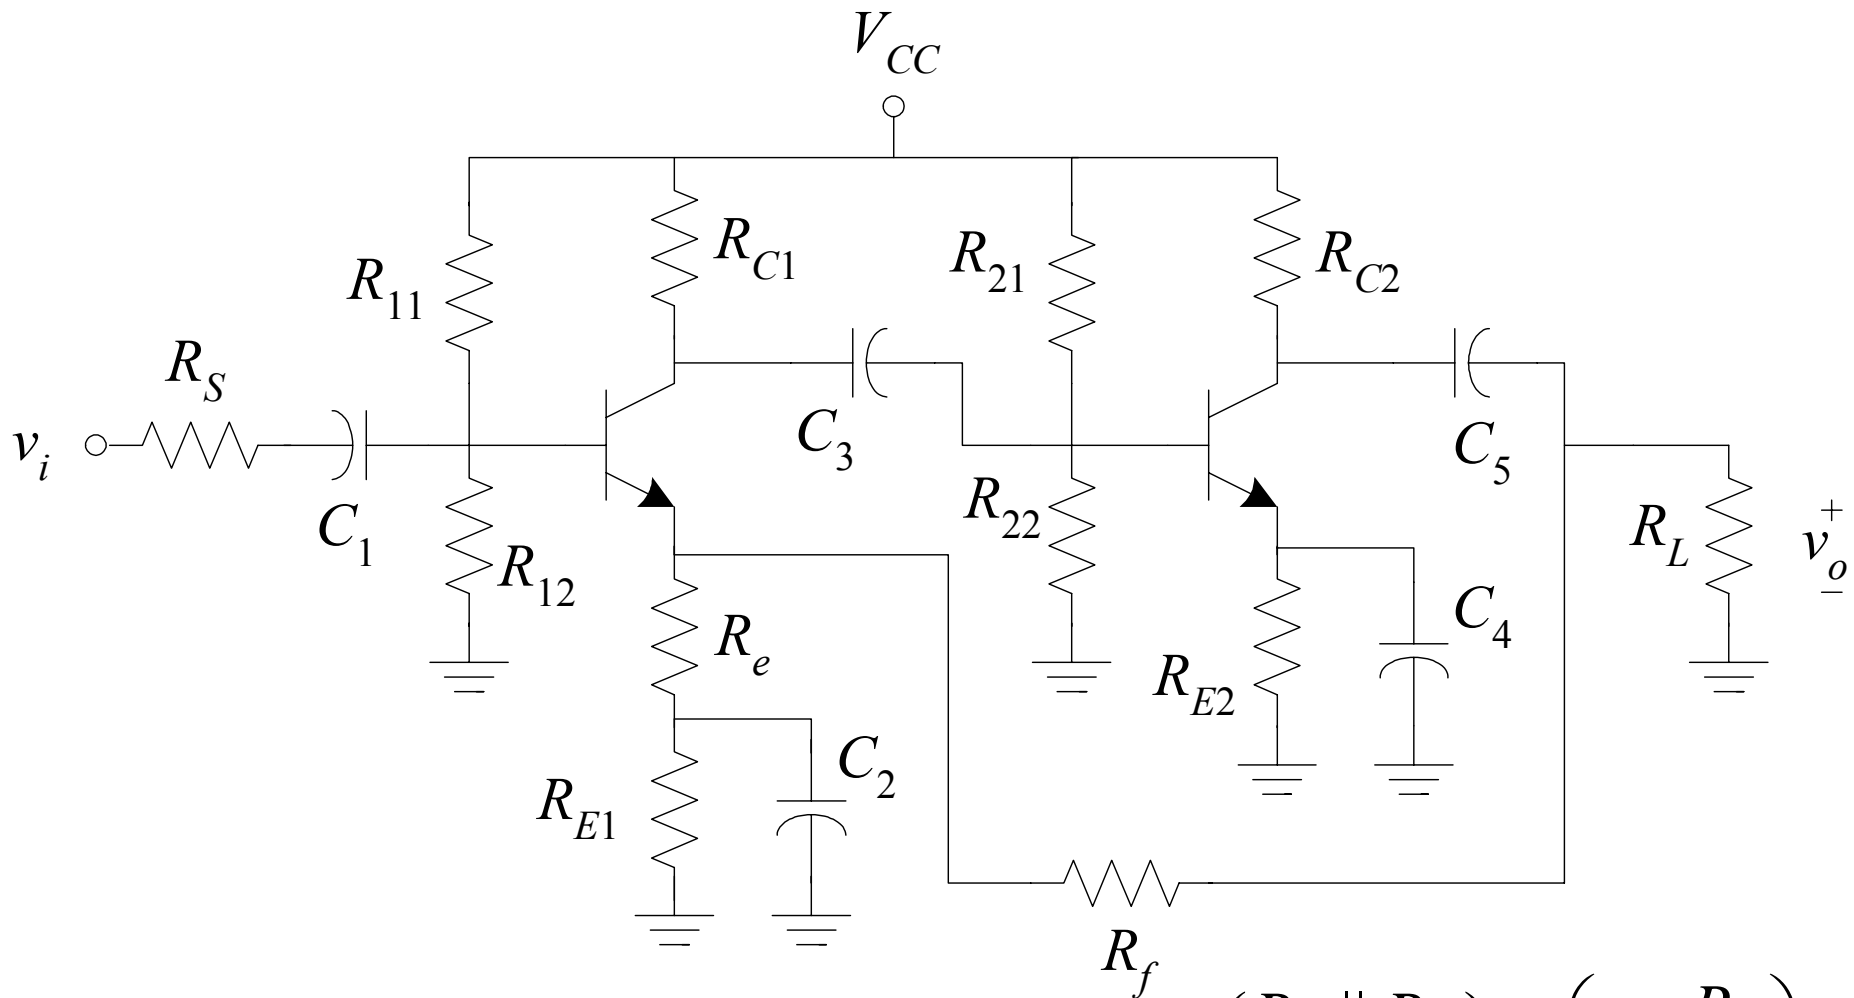 V_CC
R_11
R_C1
R_21
R_C2
R_S
v_i
C_1
C_3
C_5
R_12
R_22
R_L
+
v_o
−
R_e
C_4
R_E2
C_2
R_E1
R_f